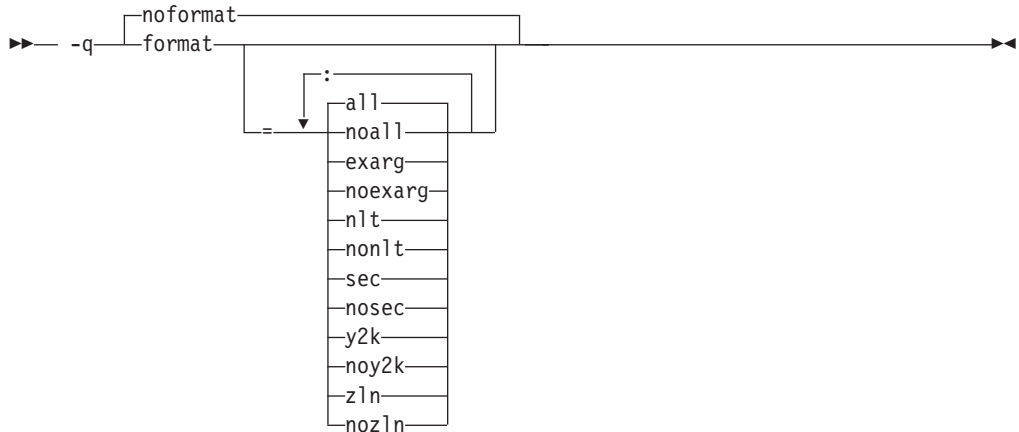 noformat
-q format
:
all
= noall
exarg
noexarg
nlt
nonlt
sec
nosec
y2k
noy2k
zln
nozln